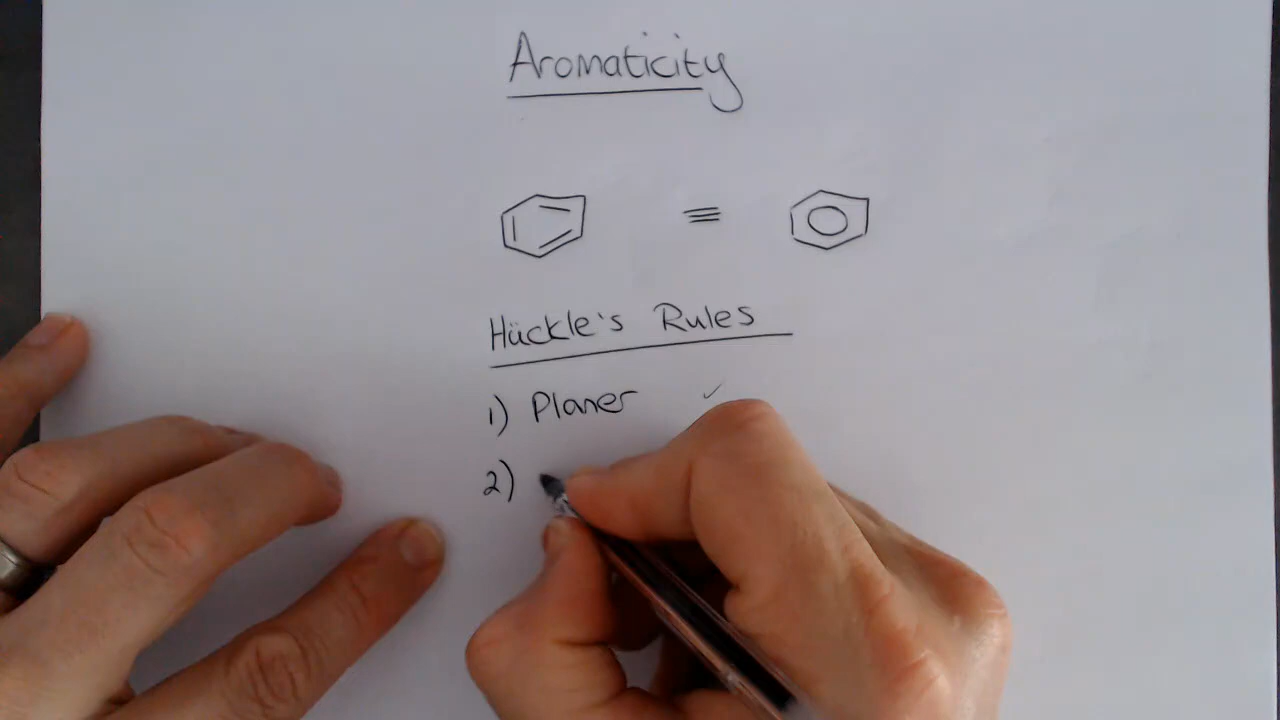 Aromaticity
≡
Hückle's Rules
1) Planer ✓
2)